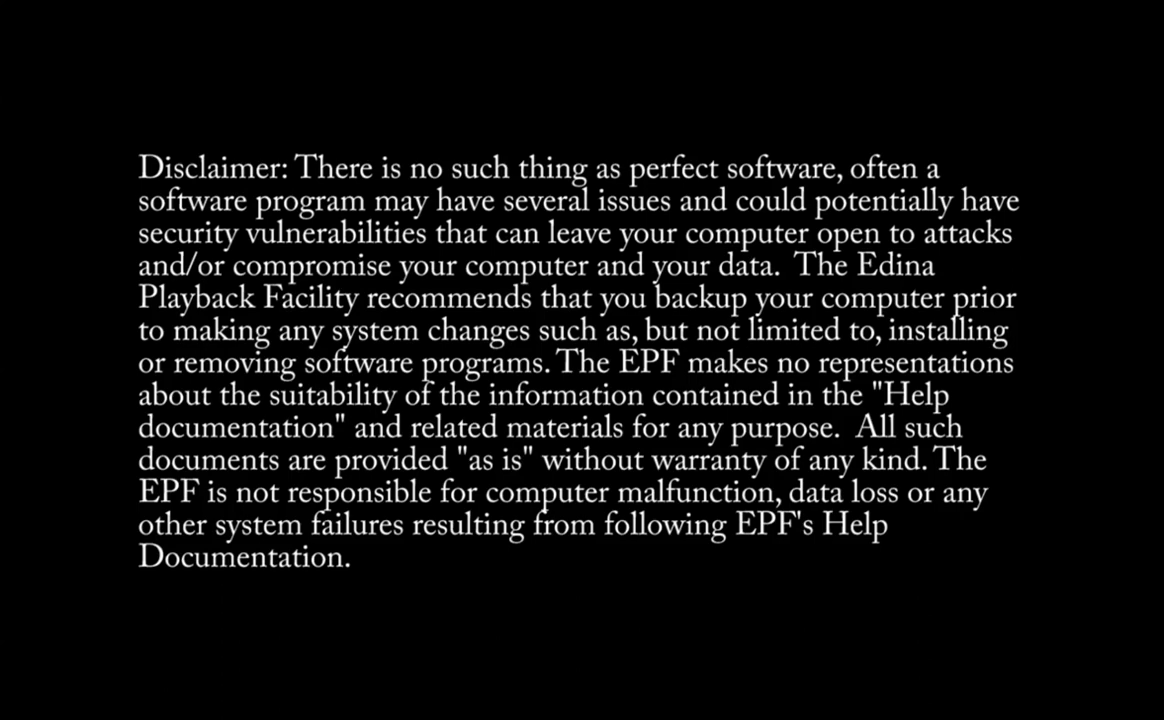 Disclaimer: There is no such thing as perfect software, often a
software program may have several issues and could potentially have
security vulnerabilities that can leave your computer open to attacks
and/or compromise your computer and your data.  The Edina
Playback Facility recommends that you backup your computer prior
to making any system changes such as, but not limited to, installing
or removing software programs. The EPF makes no representations
about the suitability of the information contained in the "Help
documentation" and related materials for any purpose.  All such
documents are provided "as is" without warranty of any kind. The
EPF is not responsible for computer malfunction, data loss or any
other system failures resulting from following EPF's Help
Documentation.